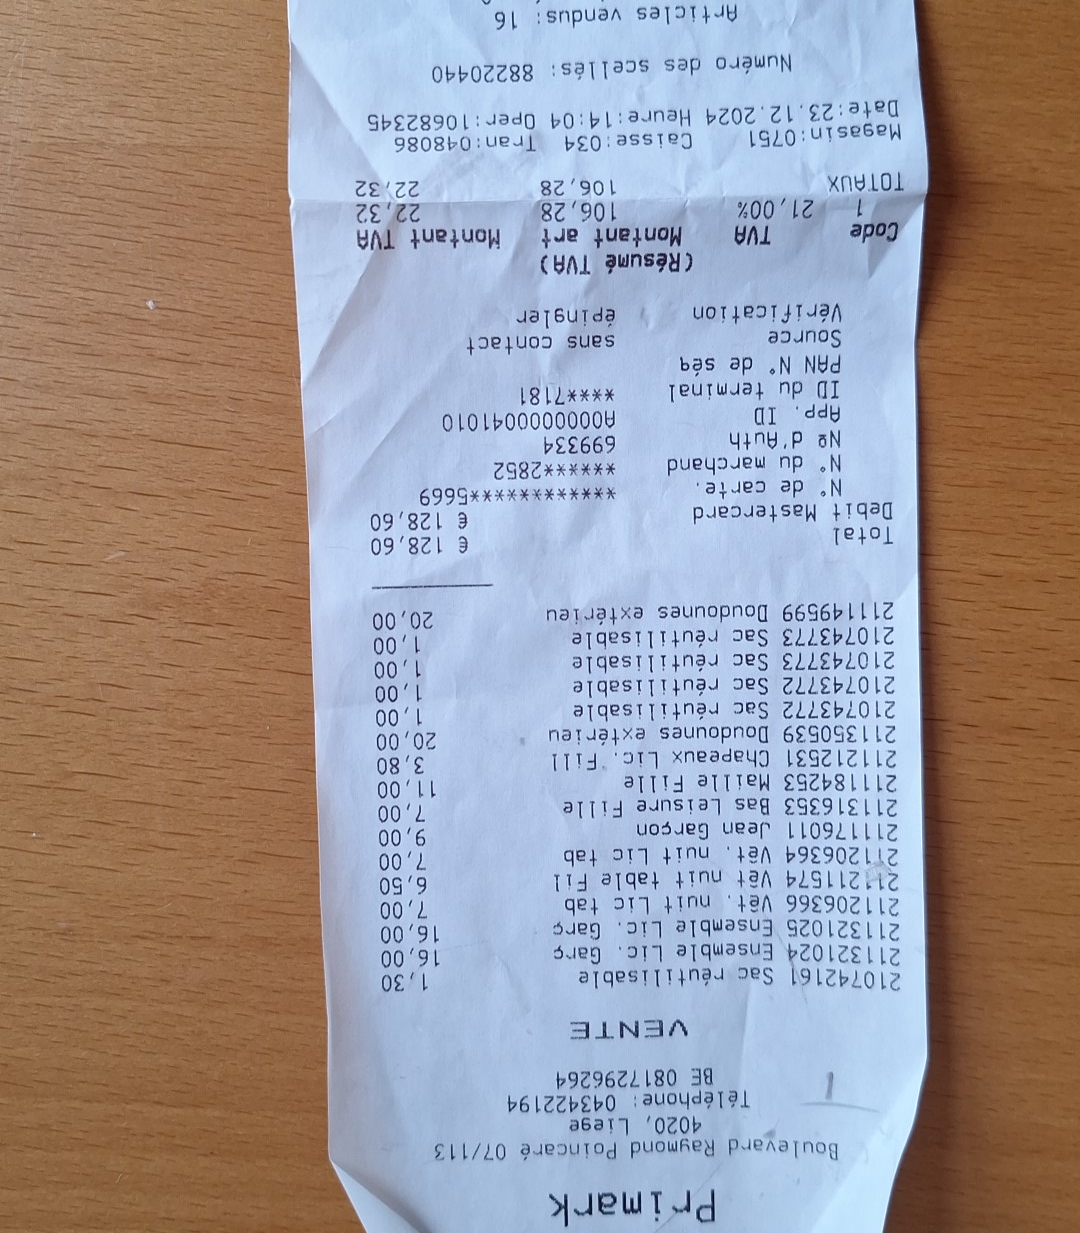 Primark
Boulevard Raymond Poincaré 07/113
4020, Liege
Téléphone: 043422194
BE 0817296264
1
VENTE
210742161 Sac réutilisable 1,30
211321024 Ensemble Lic. Garç 16,00
211321025 Ensemble Lic. Garç 16,00
211206366 Vêt. nuit Lic tab 7,00
211211574 Vêt nuit table Fil 6,50
211206364 Vêt. nuit Lic tab 7,00
211176011 Jean Garçon 9,00
211316353 Bas Leisure Fille 7,00
211184253 Maille Fille 11,00
211212531 Chapeaux Lic. Fill 3,80
211350539 Doudounes extérieu 20,00
210743772 Sac réutilisable 1,00
210743772 Sac réutilisable 1,00
210743773 Sac réutilisable 1,00
210743773 Sac réutilisable 1,00
211149599 Doudounes extérieu 20,00
Total € 128,60
Debit Mastercard € 128,60
N° de carte. ************5669
N° du marchand ******2852
Nº d'Auth 699334
App. ID A0000000041010
ID du terminal ****7181
PAN N° de séq
Source sans contact
Vérification épingler
(Résumé TVA)
Code TVA Montant art Montant TVA
1 21,00% 106,28 22,32
TOTAUX 106,28 22,32
Magasin:0751 Caisse:034 Tran:048086
Date:23.12.2024 Heure:14:04 Oper:10682345
Numéro des scellés: 88220440
Articles vendus: 16